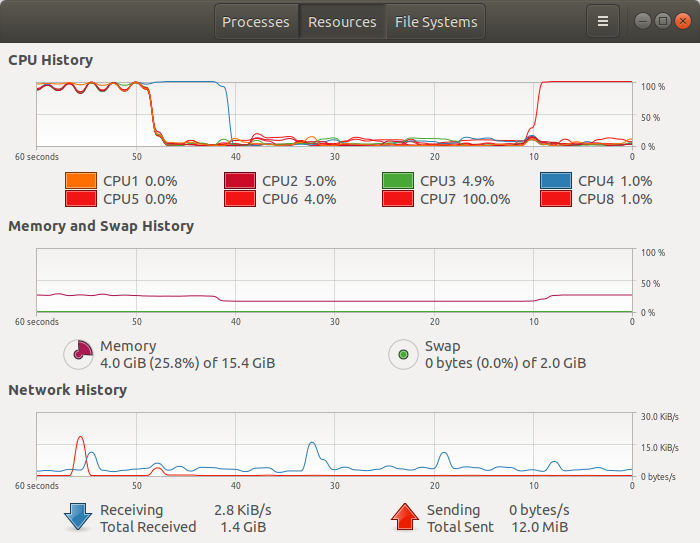 Processes Resources File Systems
CPU History
100 %
50 %
0 %
60 seconds 50 40 30 20 10 0
CPU1 0.0% CPU2 5.0% CPU3 4.9% CPU4 1.0%
CPU5 0.0% CPU6 4.0% CPU7 100.0% CPU8 1.0%
Memory and Swap History
100 %
50 %
0 %
60 seconds 50 40 30 20 10 0
Memory Swap
4.0 GiB (25.8%) of 15.4 GiB 0 bytes (0.0%) of 2.0 GiB
Network History
30.0 KiB/s
15.0 KiB/s
0 bytes/s
60 seconds 50 40 30 20 10 0
Receiving 2.8 KiB/s Sending 0 bytes/s
Total Received 1.4 GiB Total Sent 12.0 MiB